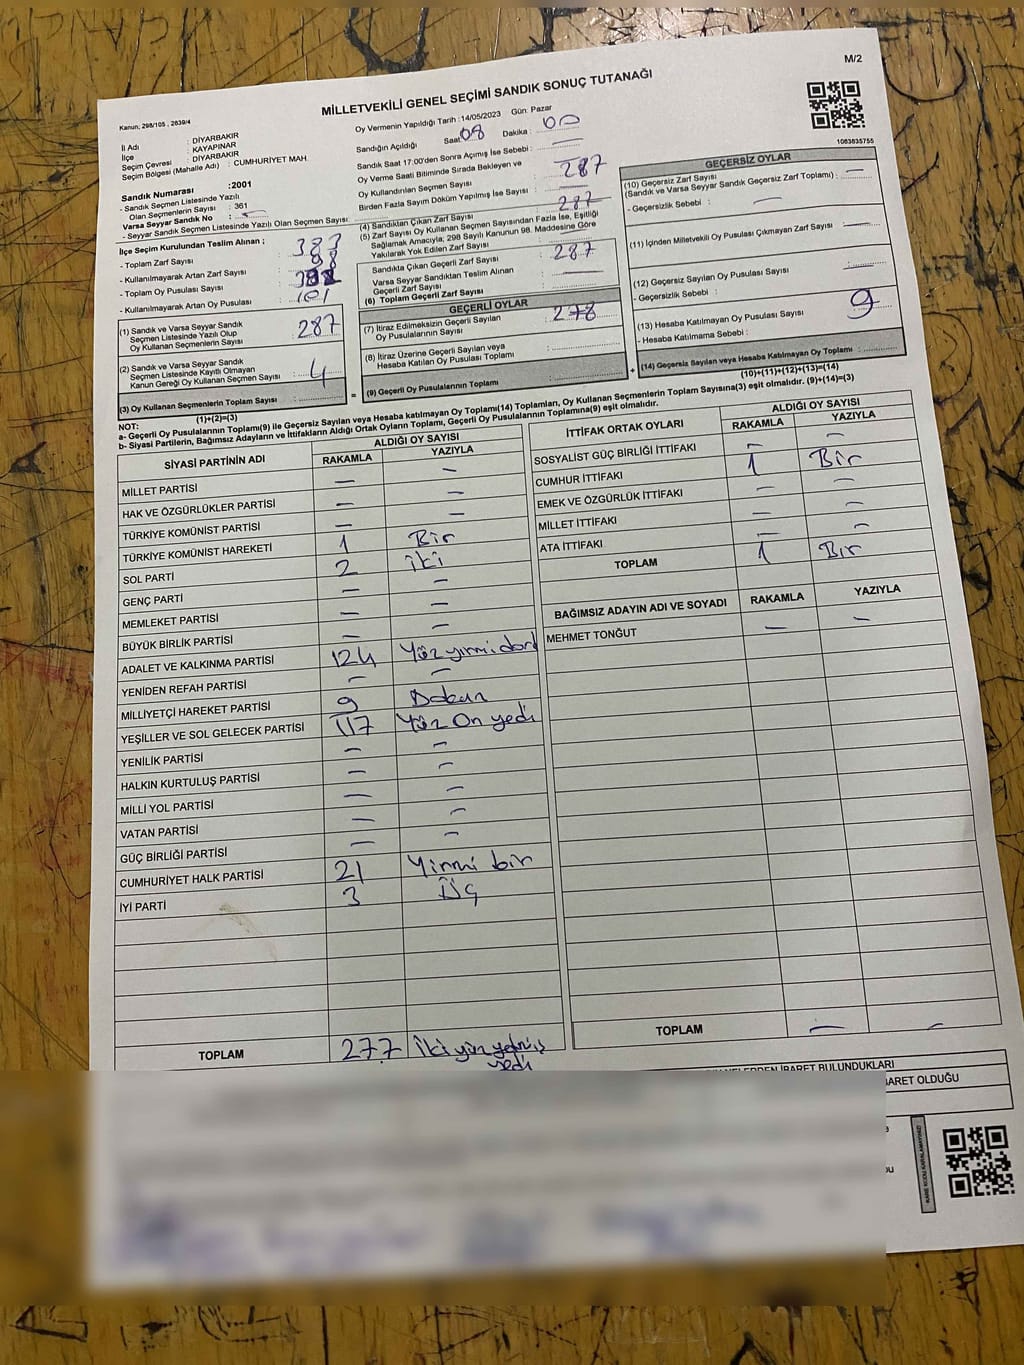 M/2
MİLLETVEKİLİ GENEL SEÇİMİ SANDIK SONUÇ TUTANAĞI
Kanun; 298/105 , 2839/4
İl Adı : DİYARBAKIR
İlçe : KAYAPINAR
Seçim Çevresi : DİYARBAKIR
Seçim Bölgesi (Mahalle Adı) : CUMHURİYET MAH.
Sandık Numarası :2001
- Sandık Seçmen Listesinde Yazılı
Olan Seçmenlerin Sayısı : 361
Varsa Seyyar Sandık No :
- Seyyar Sandık Seçmen Listesinde Yazılı Olan Seçmen Sayısı:
İlçe Seçim Kurulundan Teslim Alınan ;
- Toplam Zarf Sayısı : 383
- Kullanılmayarak Artan Zarf Sayısı :
- Toplam Oy Pusulası Sayısı :
- Kullanılmayarak Artan Oy Pusulası : 101
(1) Sandık ve Varsa Seyyar Sandık
Seçmen Listesinde Yazılı Olup
Oy Kullanan Seçmenlerin Sayısı : 287
(2) Sandık ve Varsa Seyyar Sandık
Seçmen Listesinde Kayıtlı Olmayan
Kanun Gereği Oy Kullanan Seçmen Sayısı : 4
(3) Oy Kullanan Seçmenlerin Toplam Sayısı :
(1)+(2)=(3)
Oy Vermenin Yapıldığı Tarih :14/05/2023 Gün: Pazar
Sandığın Açıldığı Saat: 08 Dakika : 00
Sandık Saat 17:00'den Sonra Açımış İse Sebebi : —
Oy Verme Saati Bitiminde Sırada Bekleyen ve
Oy Kullandırılan Seçmen Sayısı : 287
Birden Fazla Sayım Döküm Yapılmış İse Sayısı :
(4) Sandıktan Çıkan Zarf Sayısı : 287
(5) Zarf Sayısı Oy Kullanan Seçmen Sayısından Fazla İse, Eşitliği
Sağlamak Amacıyla; 298 Sayılı Kanunun 98. Maddesine Göre
Yakılarak Yok Edilen Zarf Sayısı : —
Sandıkta Çıkan Geçerli Zarf Sayısı : 287
Varsa Seyyar Sandıktan Teslim Alınan
Geçerli Zarf Sayısı : —
(6) Toplam Geçerli Zarf Sayısı :
GEÇERLİ OYLAR
(7) İtiraz Edilmeksizin Geçerli Sayılan
Oy Pusulalarının Sayısı : 278
(8) İtiraz Üzerine Geçerli Sayılan veya
Hesaba Katılan Oy Pusulası Toplamı :
(9) Geçerli Oy Pusulalarının Toplamı :
1083835755
GEÇERSİZ OYLAR
(10) Geçersiz Zarf Sayısı : —
(Sandık ve Varsa Seyyar Sandık Geçersiz Zarf Toplamı) :
- Geçersizlik Sebebi : —
(11) İçinden Milletvekili Oy Pusulası Çıkmayan Zarf Sayısı : —
(12) Geçersiz Sayılan Oy Pusulası Sayısı : —
- Geçersizlik Sebebi :
(13) Hesaba Katılmayan Oy Pusulası Sayısı : 9
- Hesaba Katılmama Sebebi :
(14) Geçersiz Sayılan veya Hesaba Katılmayan Oy Toplamı :
(10)+(11)+(12)+(13)=(14)
NOT:
a- Geçerli Oy Pusulalarının Toplamı(9) ile Geçersiz Sayılan veya Hesaba katılmayan Oy Toplamı(14) Toplamları, Oy Kullanan Seçmenlerin Toplam Sayısına(3) eşit olmalıdır. (9)+(14)=(3)
b- Siyasi Partilerin, Bağımsız Adayların ve İttifakların Aldığı Ortak Oyların Toplamı, Geçerli Oy Pusulalarının Toplamına(9) eşit olmalıdır.
SİYASİ PARTİNİN ADI ALDIĞI OY SAYISI
RAKAMLA YAZIYLA
MİLLET PARTİSİ — —
HAK VE ÖZGÜRLÜKLER PARTİSİ — —
TÜRKİYE KOMÜNİST PARTİSİ — —
TÜRKİYE KOMÜNİST HAREKETİ 1 Bir
SOL PARTİ 2 iki
GENÇ PARTİ — —
MEMLEKET PARTİSİ — —
BÜYÜK BİRLİK PARTİSİ — —
ADALET VE KALKINMA PARTİSİ 124 Yüz yirmi dört
YENİDEN REFAH PARTİSİ — —
MİLLİYETÇİ HAREKET PARTİSİ 9 Dokuz
YEŞİLLER VE SOL GELECEK PARTİSİ 117 Yüz On yedi
YENİLİK PARTİSİ — —
HALKIN KURTULUŞ PARTİSİ — —
MİLLİ YOL PARTİSİ — —
VATAN PARTİSİ — —
GÜÇ BİRLİĞİ PARTİSİ — —
CUMHURİYET HALK PARTİSİ 21 Yirmi bir
İYİ PARTİ 3 Üç
TOPLAM 277 İki yüz yetmiş
yedi
İTTİFAK ORTAK OYLARI ALDIĞI OY SAYISI
RAKAMLA YAZIYLA
SOSYALİST GÜÇ BİRLİĞİ İTTİFAKI — —
CUMHUR İTTİFAKI 1 Bir
EMEK VE ÖZGÜRLÜK İTTİFAKI — —
MİLLET İTTİFAKI — —
ATA İTTİFAKI — —
TOPLAM 1 Bir
BAĞIMSIZ ADAYIN ADI VE SOYADI RAKAMLA YAZIYLA
MEHMET TONĞUT — —
TOPLAM — —
İBARET BULUNDUKLARI
OLDUĞU